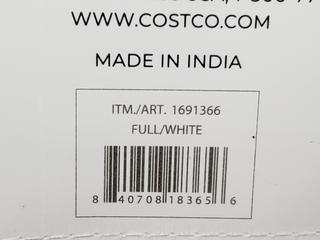 WWW.COSTCO.COM
MADE IN INDIA
ITM./ART. 1691366
FULL/WHITE
8 40708 18365 6